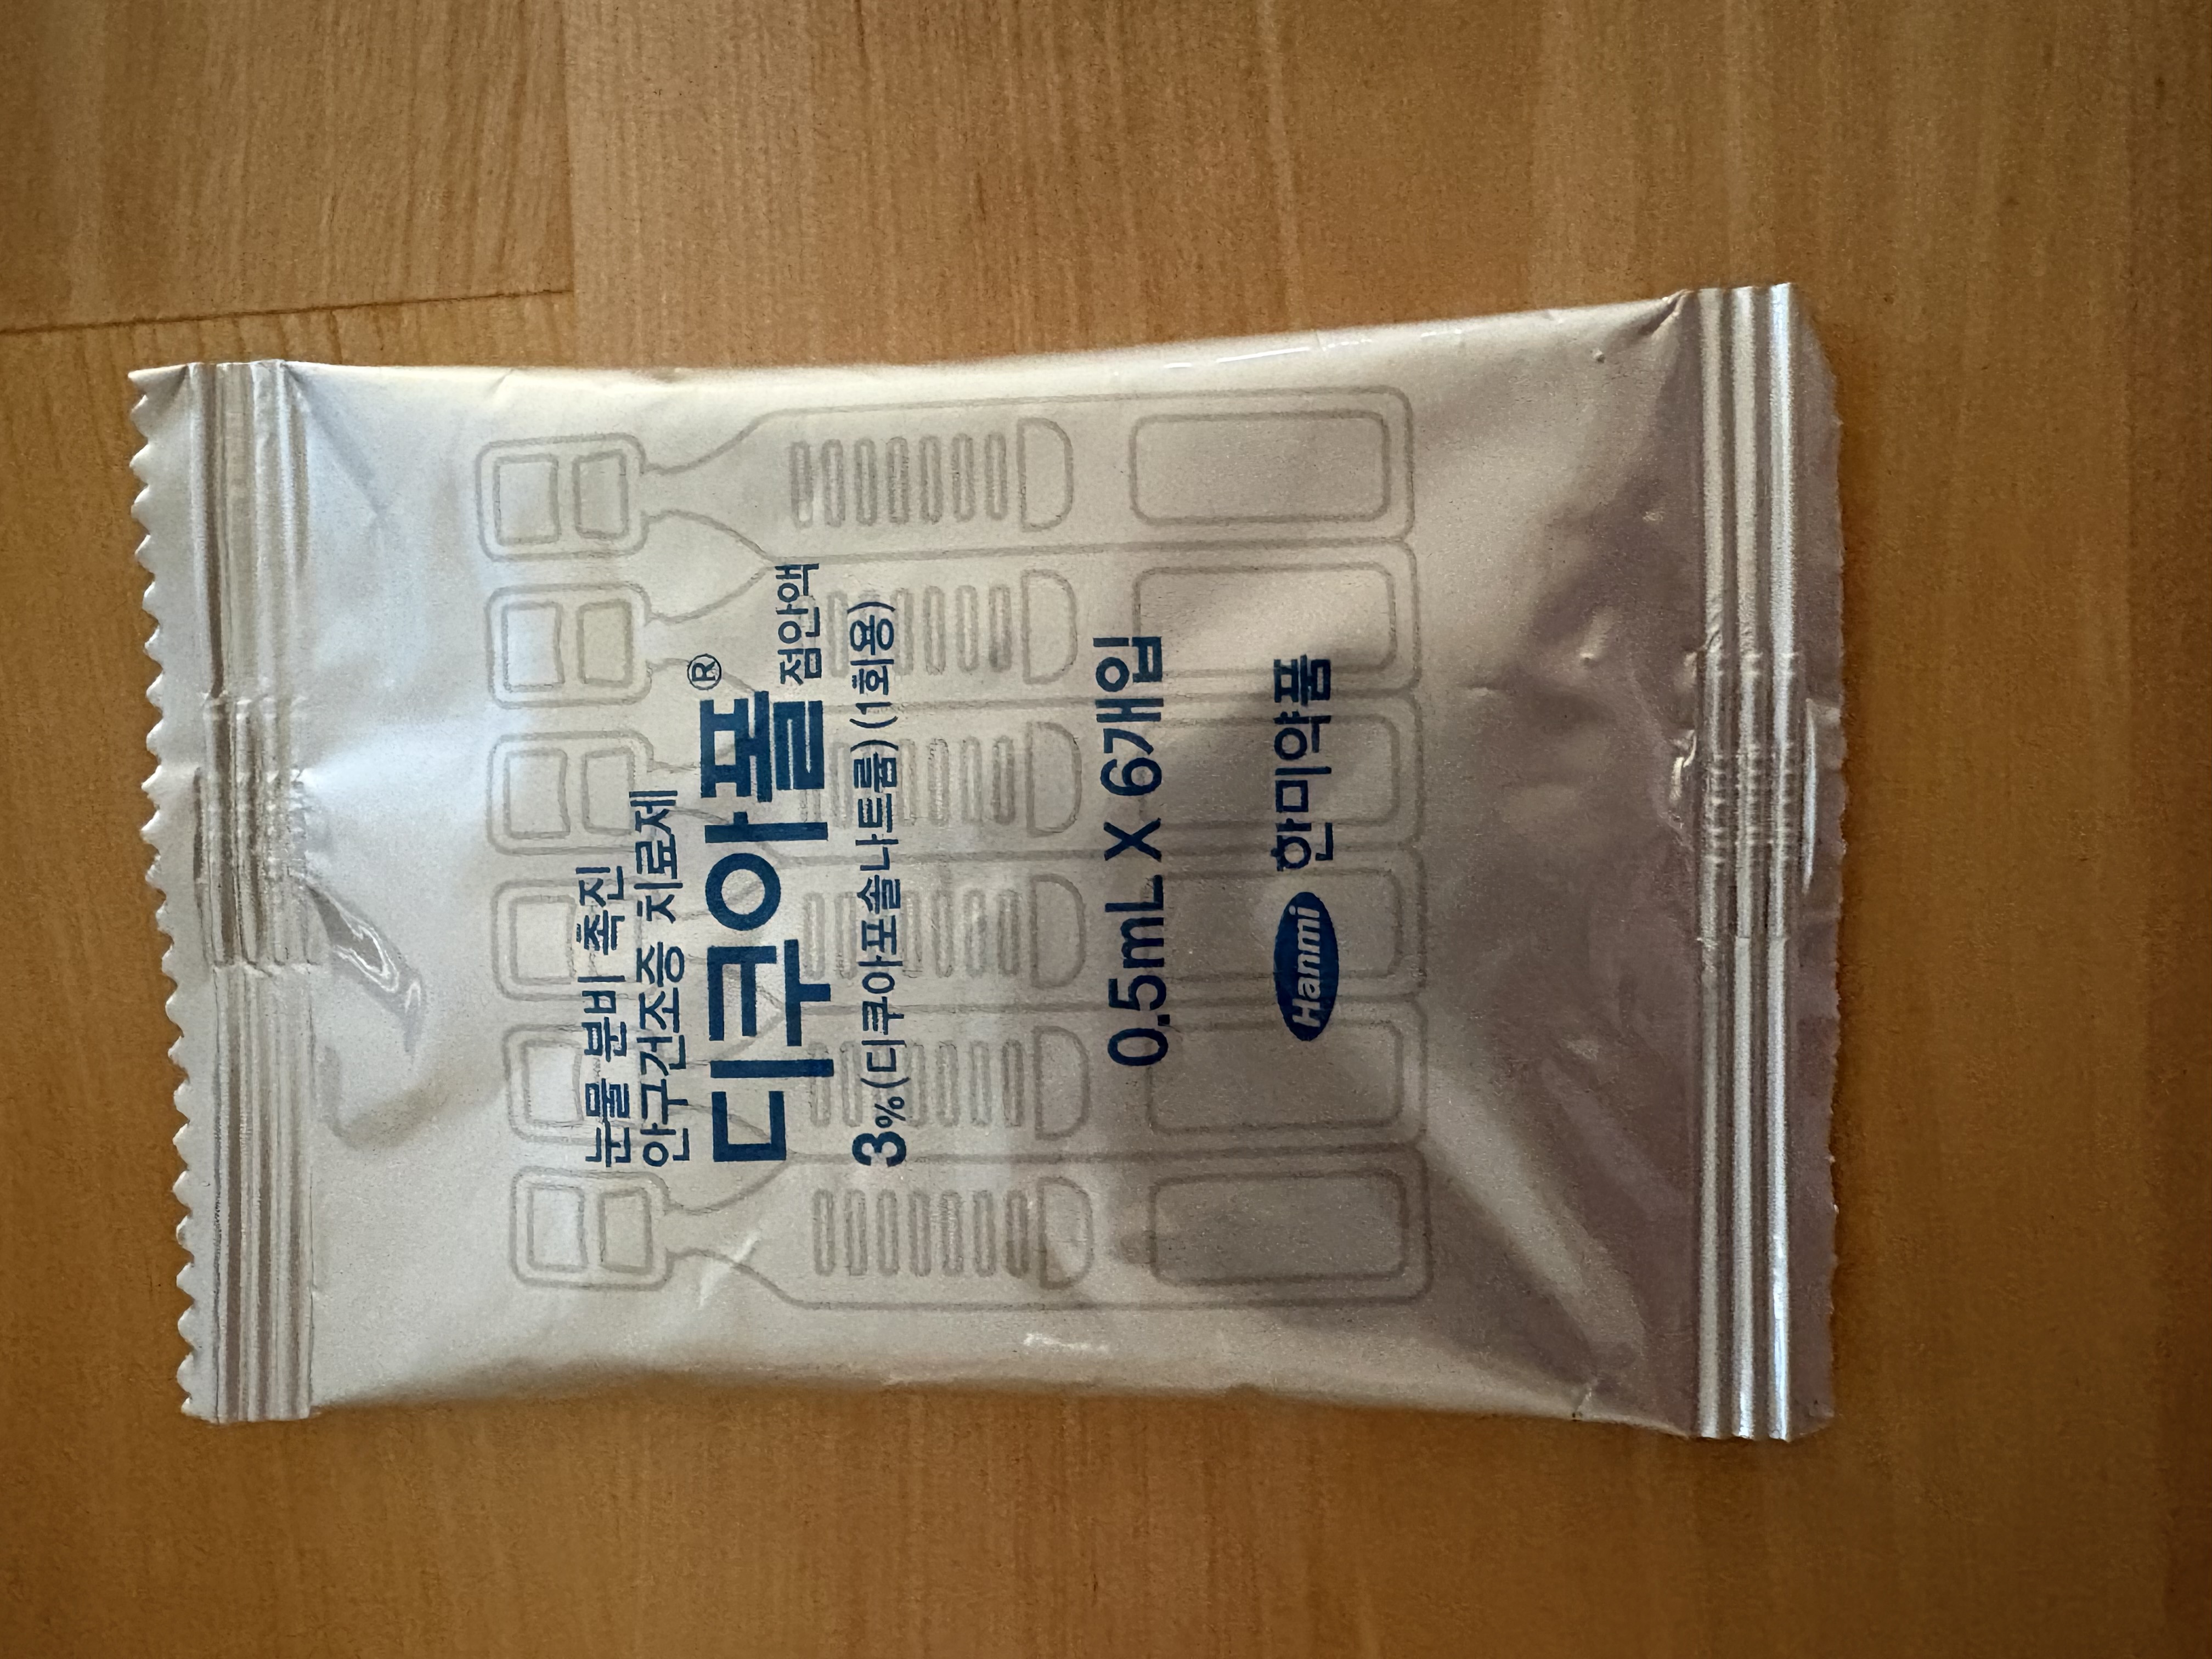 눈물 분비 촉진
안구건조증 치료제
디쿠아폴® 점안액
3%(디쿠아포솔나트륨)(1회용)
0.5mL X 6개입
Hanmi 한미약품